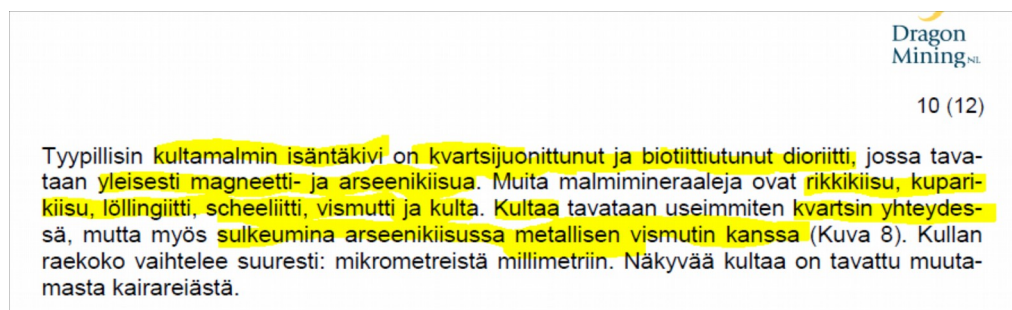 Dragon
Mining NL
10 (12)
Tyypillisin kultamalmin isäntäkivi on kvartsijuonittunut ja biotiittiutunut dioriitti, jossa tava-
taan yleisesti magneetti- ja arseenikiisua. Muita malmimineraaleja ovat rikkikiisu, kupari-
kiisu, löllingiitti, scheeliitti, vismutti ja kulta. Kultaa tavataan useimmiten kvartsin yhteydes-
sä, mutta myös sulkeumina arseenikiisussa metallisen vismutin kanssa (Kuva 8). Kullan
raekoko vaihtelee suuresti: mikrometreistä millimetriin. Näkyvää kultaa on tavattu muuta-
masta kairareiästä.